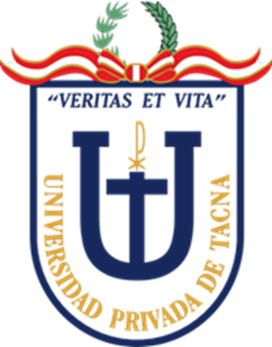 "VERITAS ET VITA"
U
UNIVERSIDAD PRIVADA DE TACNA